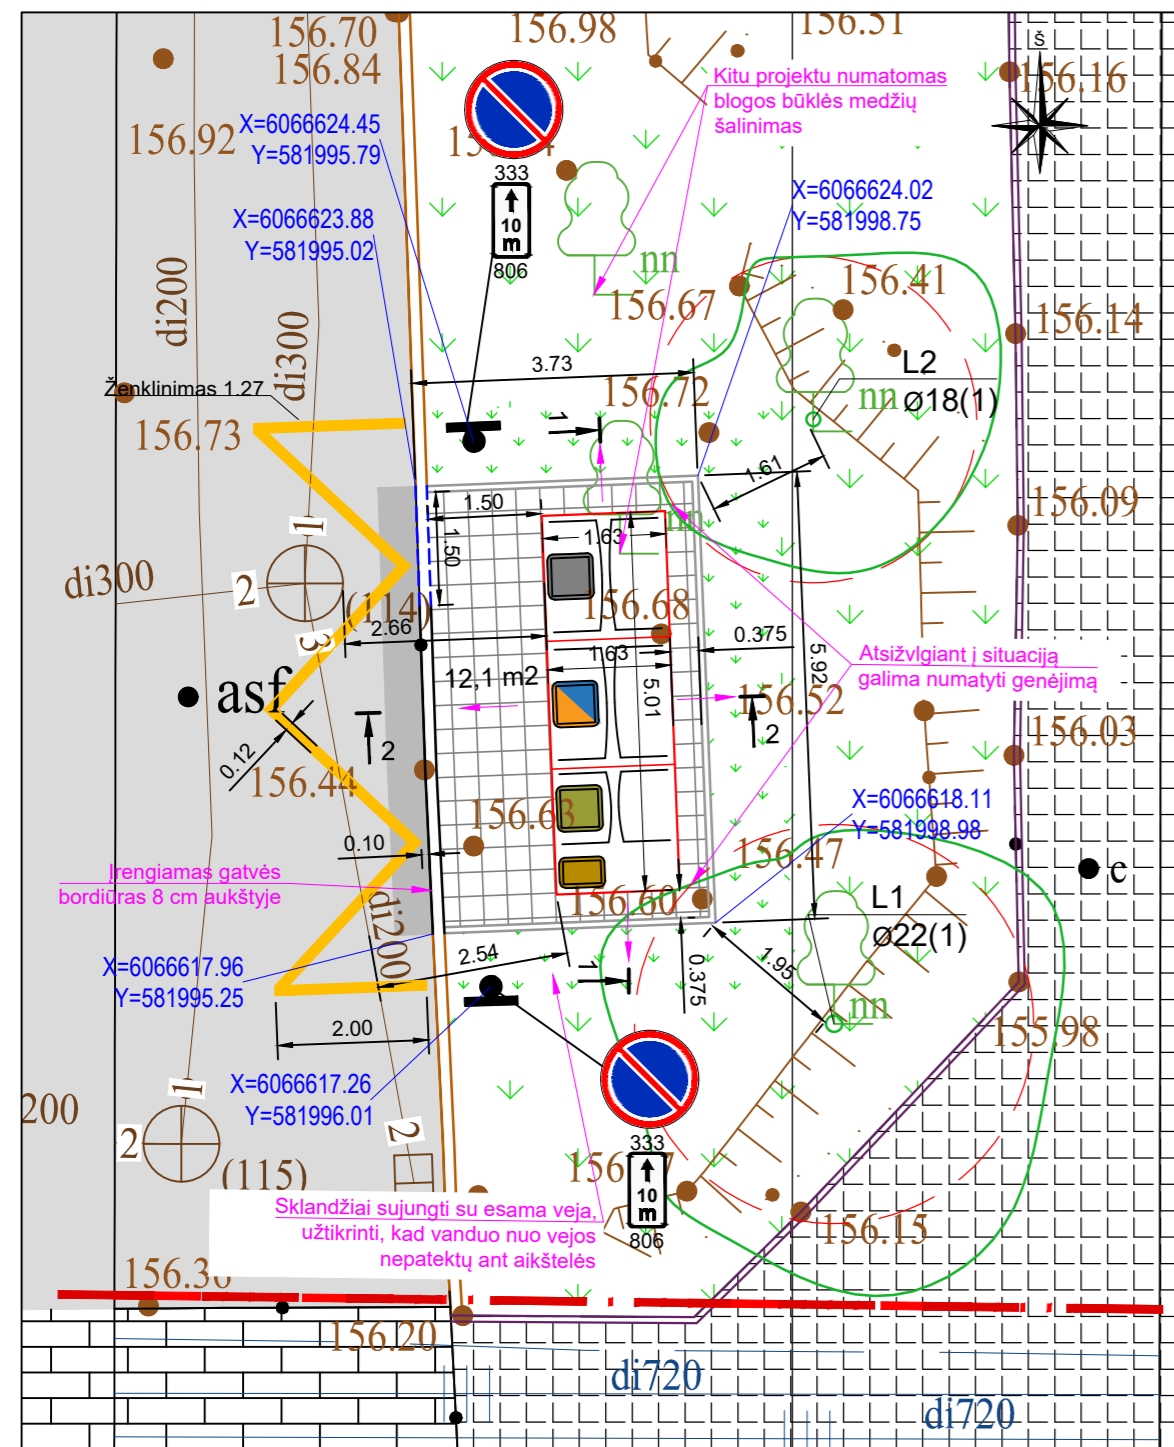 156.70
156.84
156.98
156.51
š
156.16
Kitu projektu numatomas
blogos būklės medžių
šalinimas
X=6066624.45
Y=581995.79
156.92
333
10
m
806
X=6066624.02
Y=581998.75
X=6066623.88
Y=581995.02
nn
156.67
156.41
156.14
di200
di300
L2
Ø18(1)
nn
3.73
156.72
Ženklinimas 1.27
156.73
1
1.61
156.09
1.50
1.50
1.63
nn
1
2
di300
(114)
3
156.68
2.66
1.63
0.375
5.92
Atsižvlgiant į situaciją
galima numatyti genėjimą
12,1 m2
5.01
asf
156.52
2
2
156.03
0.12
156.44
156.63
X=6066618.11
Y=581998.98
0.10
156.47
Įrengiamas gatvės
bordiūras 8 cm aukštyje
c
L1
Ø22(1)
156.60
di200
2.54
1
1.95
0.375
X=6066617.96
Y=581995.25
nn
2.00
155.98
X=6066617.26
Y=581996.01
200
1
2
2
(115)
333
10
m
806
Sklandžiai sujungti su esama veja,
užtikrinti, kad vanduo nuo vejos
nepatektų ant aikštelės
156.15
156.20
di720
di720